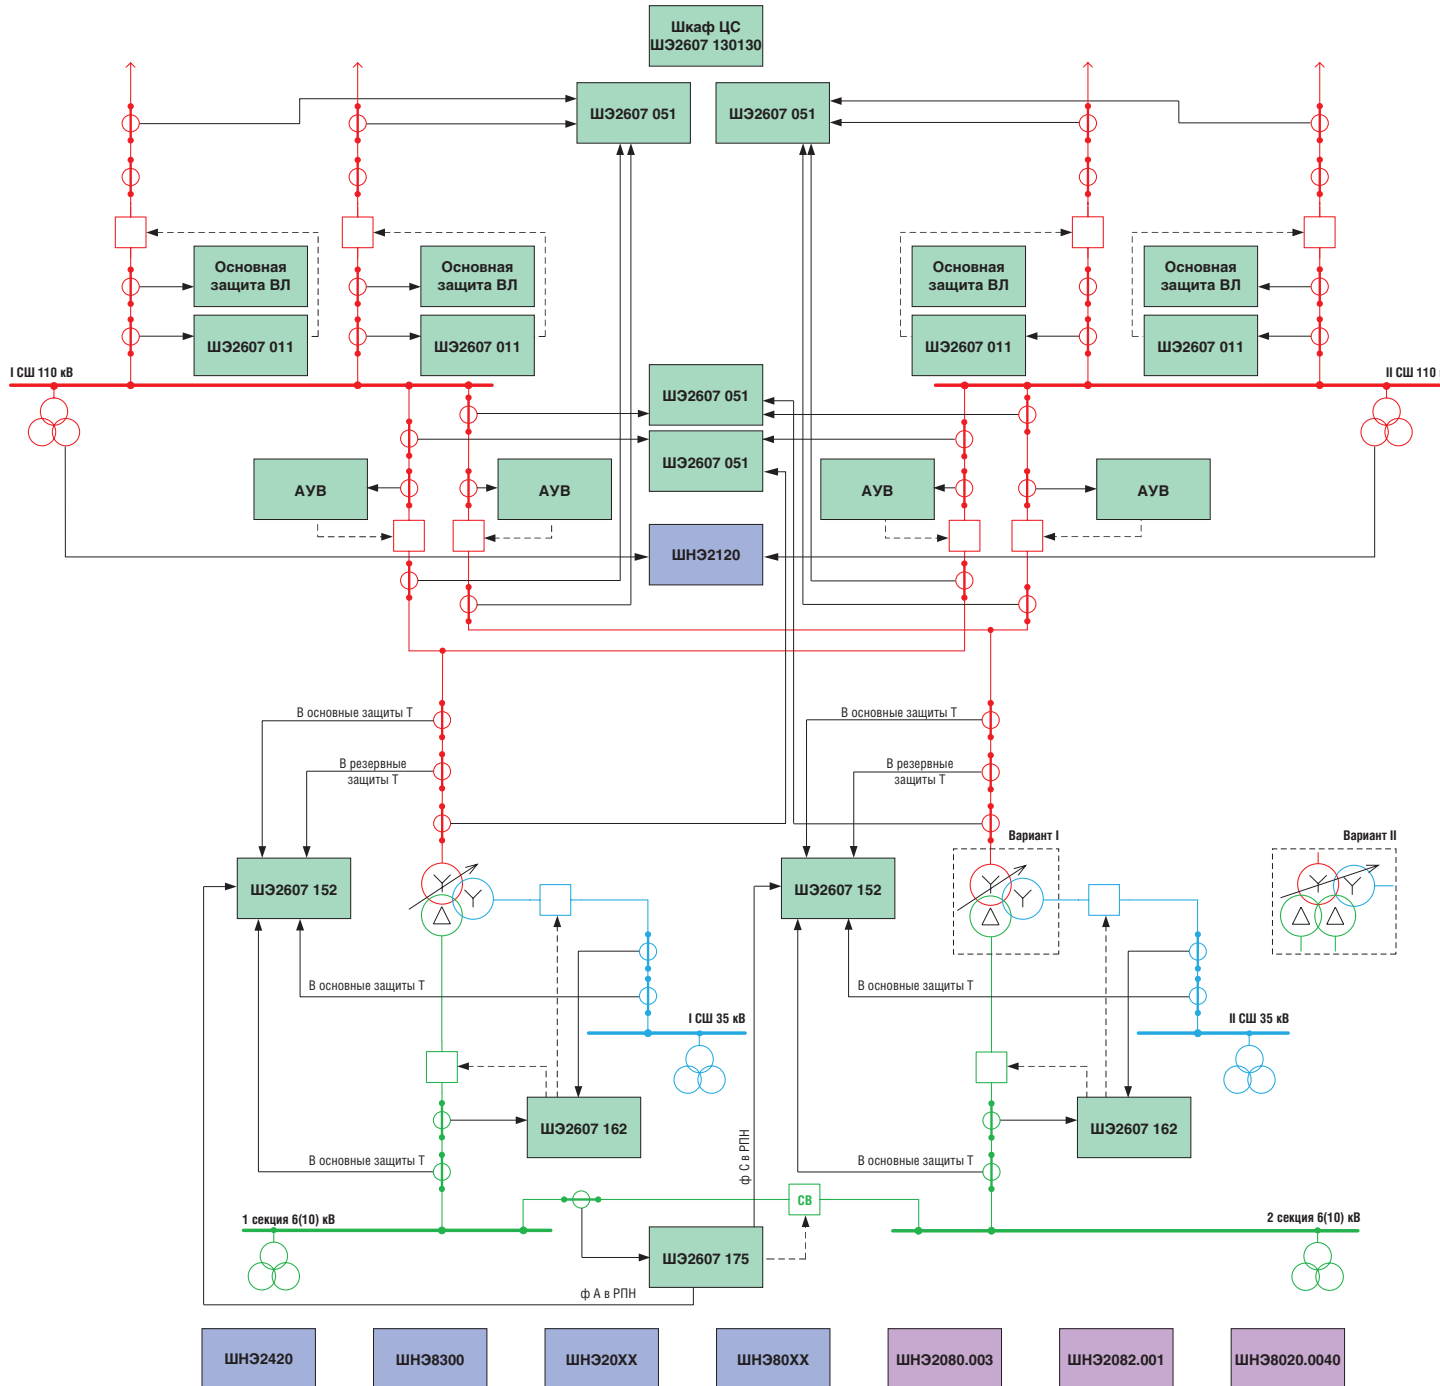 Шкаф ЦС
ШЭ2607 130130
ШЭ2607 051
ШЭ2607 051
Основная
защита ВЛ
Основная
защита ВЛ
Основная
защита ВЛ
Основная
защита ВЛ
ШЭ2607 011
ШЭ2607 011
ШЭ2607 011
ШЭ2607 011
I СШ 110 кВ
II СШ 110
ШЭ2607 051
ШЭ2607 051
АУВ
АУВ
АУВ
АУВ
ШНЭ2120
В основные защиты Т
В основные защиты Т
В резервные
защиты Т
В резервные
защиты Т
Вариант I
Вариант II
ШЭ2607 152
ШЭ2607 152
В основные защиты Т
В основные защиты Т
I СШ 35 кВ
II СШ 35 кВ
ШЭ2607 162
ШЭ2607 162
В основные защиты Т
В основные защиты Т
ф С в РПН
СВ
1 секция 6(10) кВ
2 секция 6(10) кВ
ШЭ2607 175
ф А в РПН
ШНЭ2420
ШНЭ8300
ШНЭ20ХХ
ШНЭ80ХХ
ШНЭ2080.003
ШНЭ2082.001
ШНЭ8020.0040